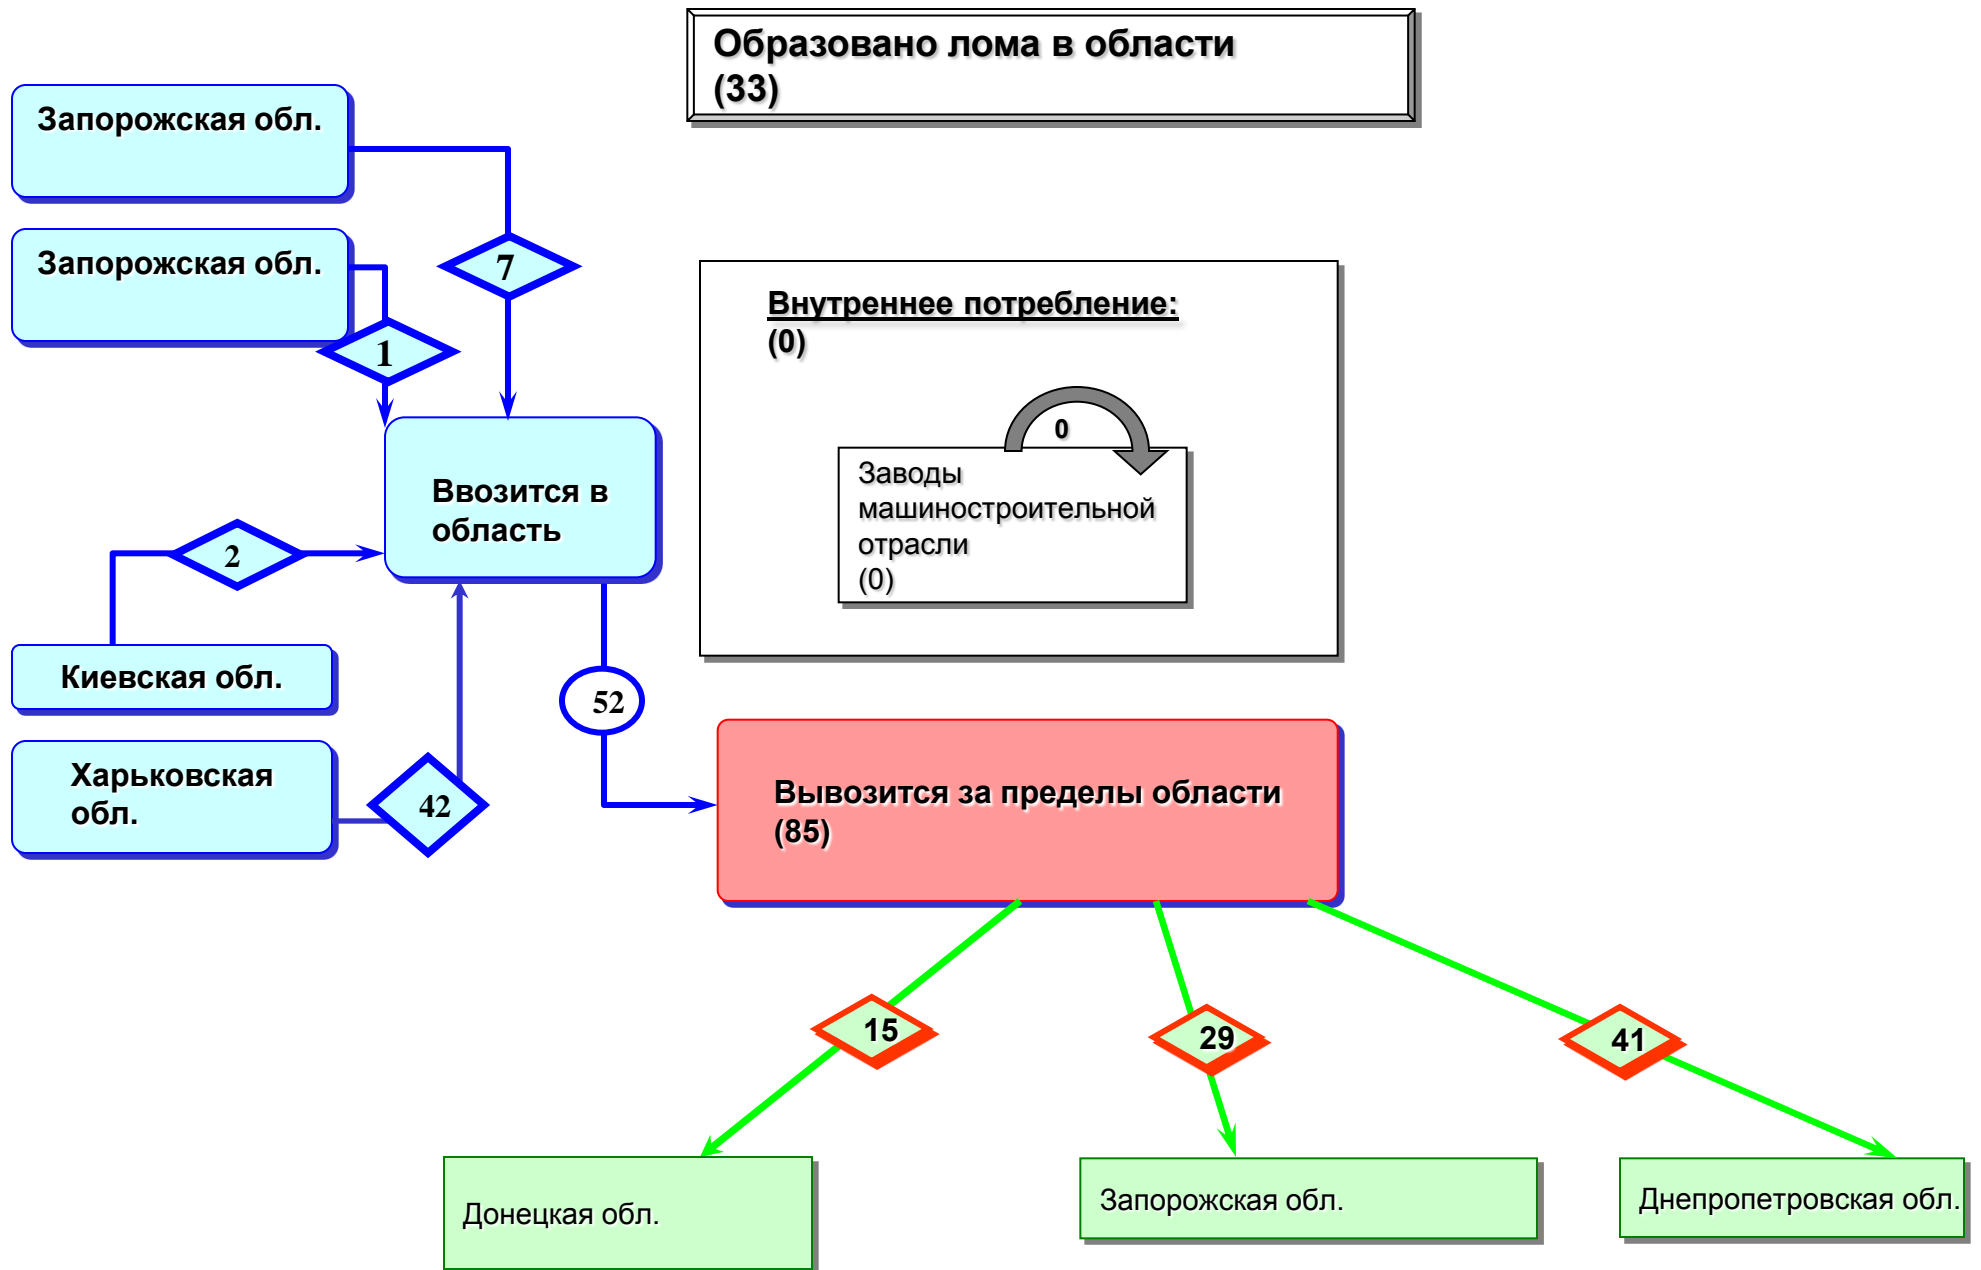 Образовано лома в области
(33)
Запорожская обл.
Запорожская обл.
7
1
Внутреннее потребление:
(0)
0
Заводы
машиностроительной
отрасли
(0)
Ввозится в
область
2
Киевская обл.
52
Харьковская
обл.
42
Вывозится за пределы области
(85)
15
29
41
Донецкая обл.
Запорожская обл.
Днепропетровская обл.